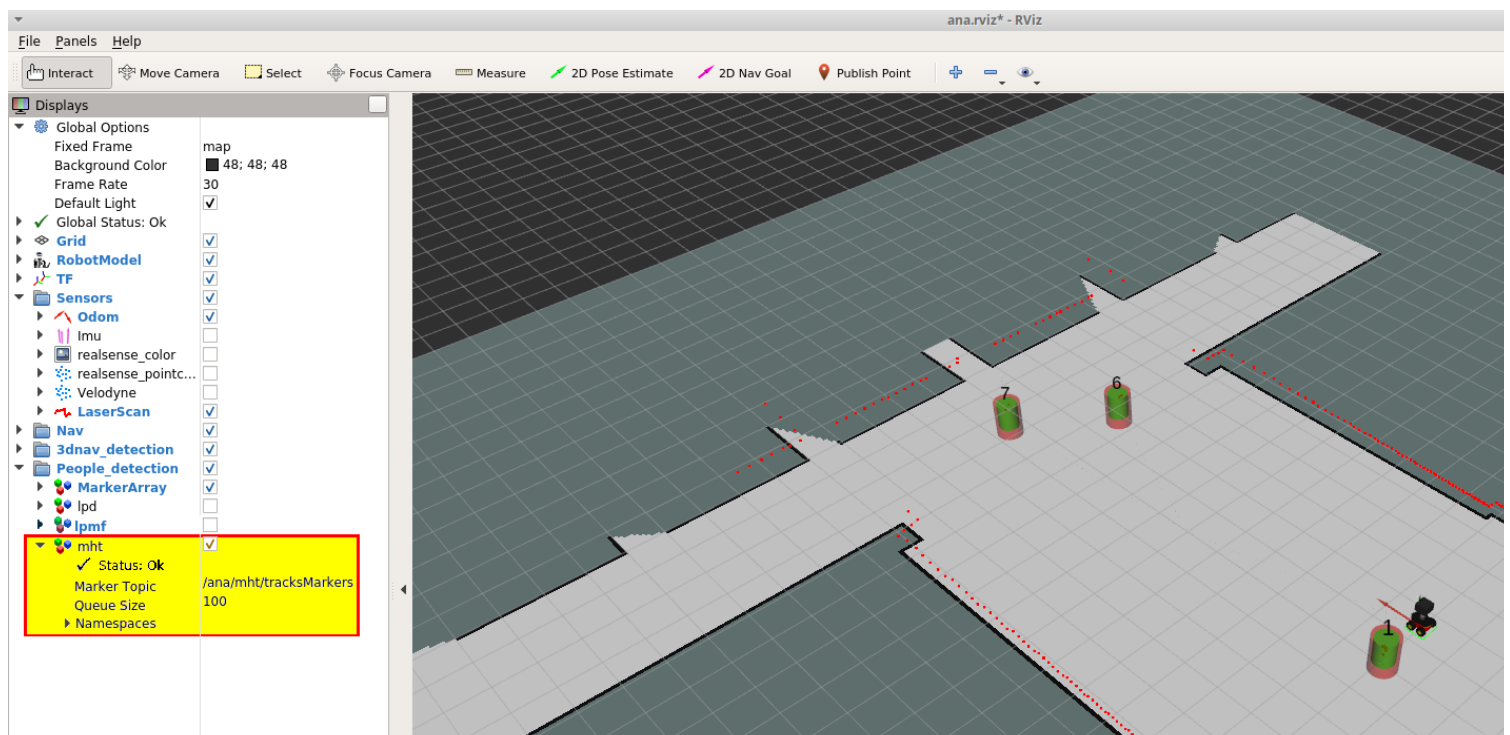 ana.rviz* - RViz
File Panels Help
Interact Move Camera Select Focus Camera Measure 2D Pose Estimate 2D Nav Goal Publish Point
Displays
Global Options
Fixed Frame map
Background Color 48; 48; 48
Frame Rate 30
Default Light
Global Status: Ok
Grid
RobotModel
TF
Sensors
Odom
Imu
realsense_color
realsense_pointc...
Velodyne
LaserScan
Nav
3dnav_detection
People_detection
MarkerArray
lpd
lpmf
mht
Status: Ok
Marker Topic /ana/mht/tracksMarkers
Queue Size 100
Namespaces
7
6
1